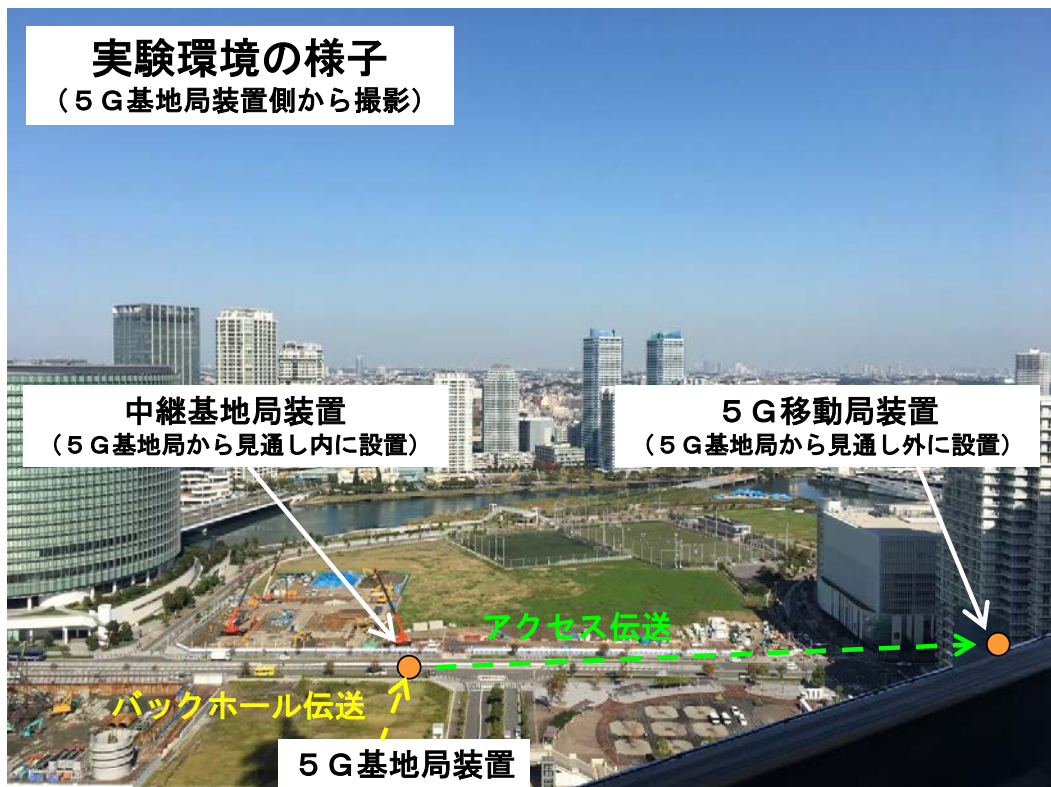 実験環境の様子
（５Ｇ基地局装置側から撮影）
中継基地局装置
（５Ｇ基地局から見通し内に設置）
５Ｇ移動局装置
（５Ｇ基地局から見通し外に設置）
アクセス伝送
バックホール伝送
５Ｇ基地局装置